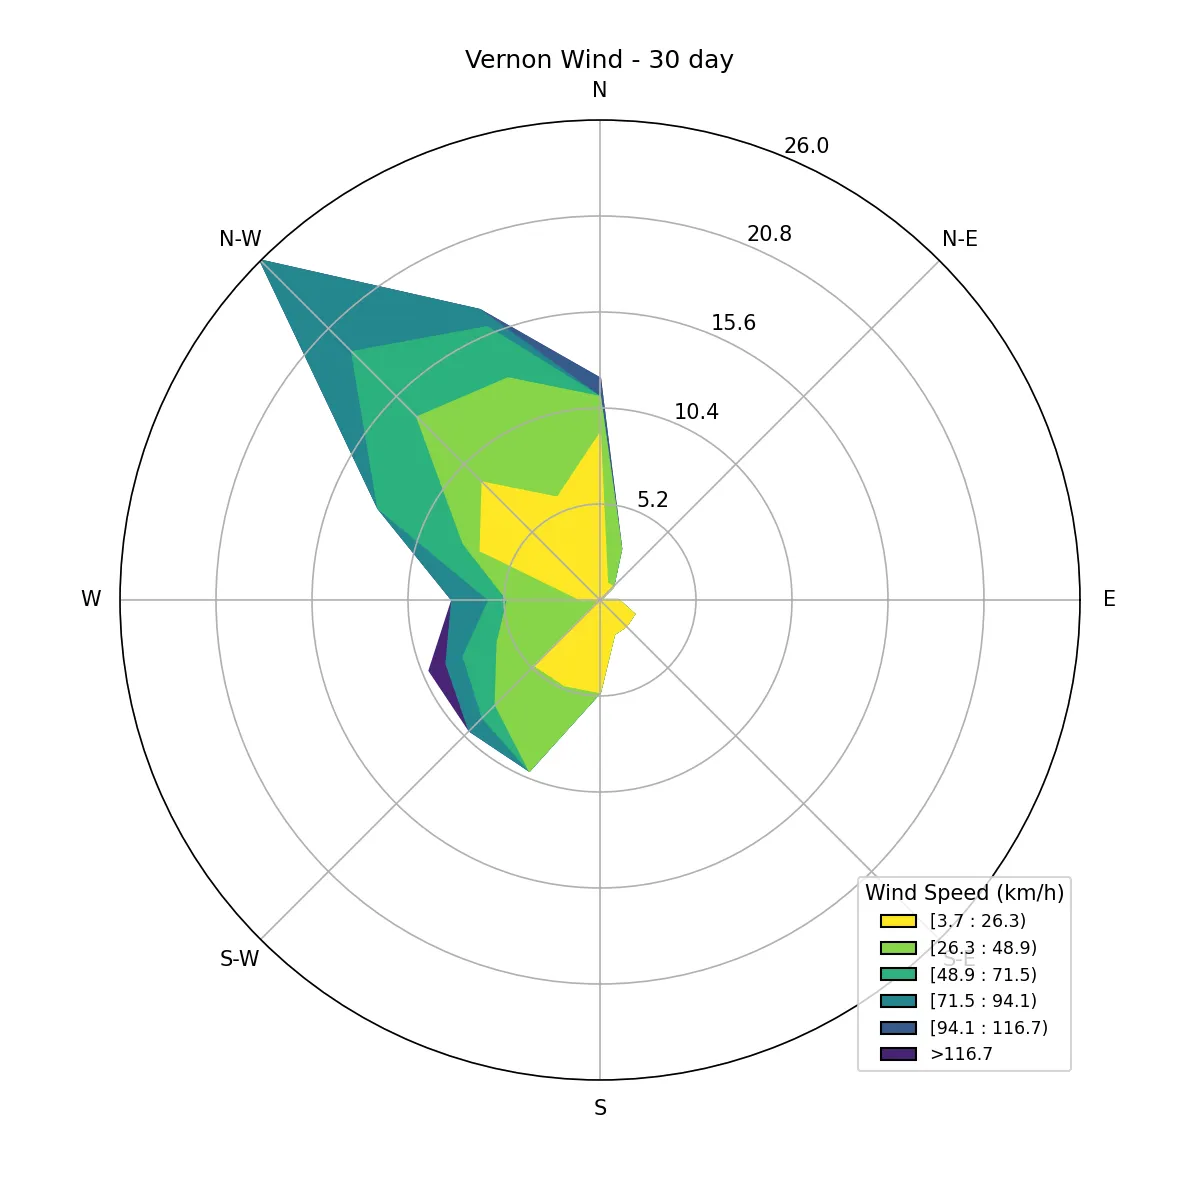 Vernon Wind - 30 day
N
26.0
N-W
N-E
20.8
15.6
10.4
5.2
W
E
Wind Speed (km/h)
[3.7 : 26.3)
[26.3 : 48.9)
S-W
S-E
[48.9 : 71.5)
[71.5 : 94.1)
[94.1 : 116.7)
>116.7
S